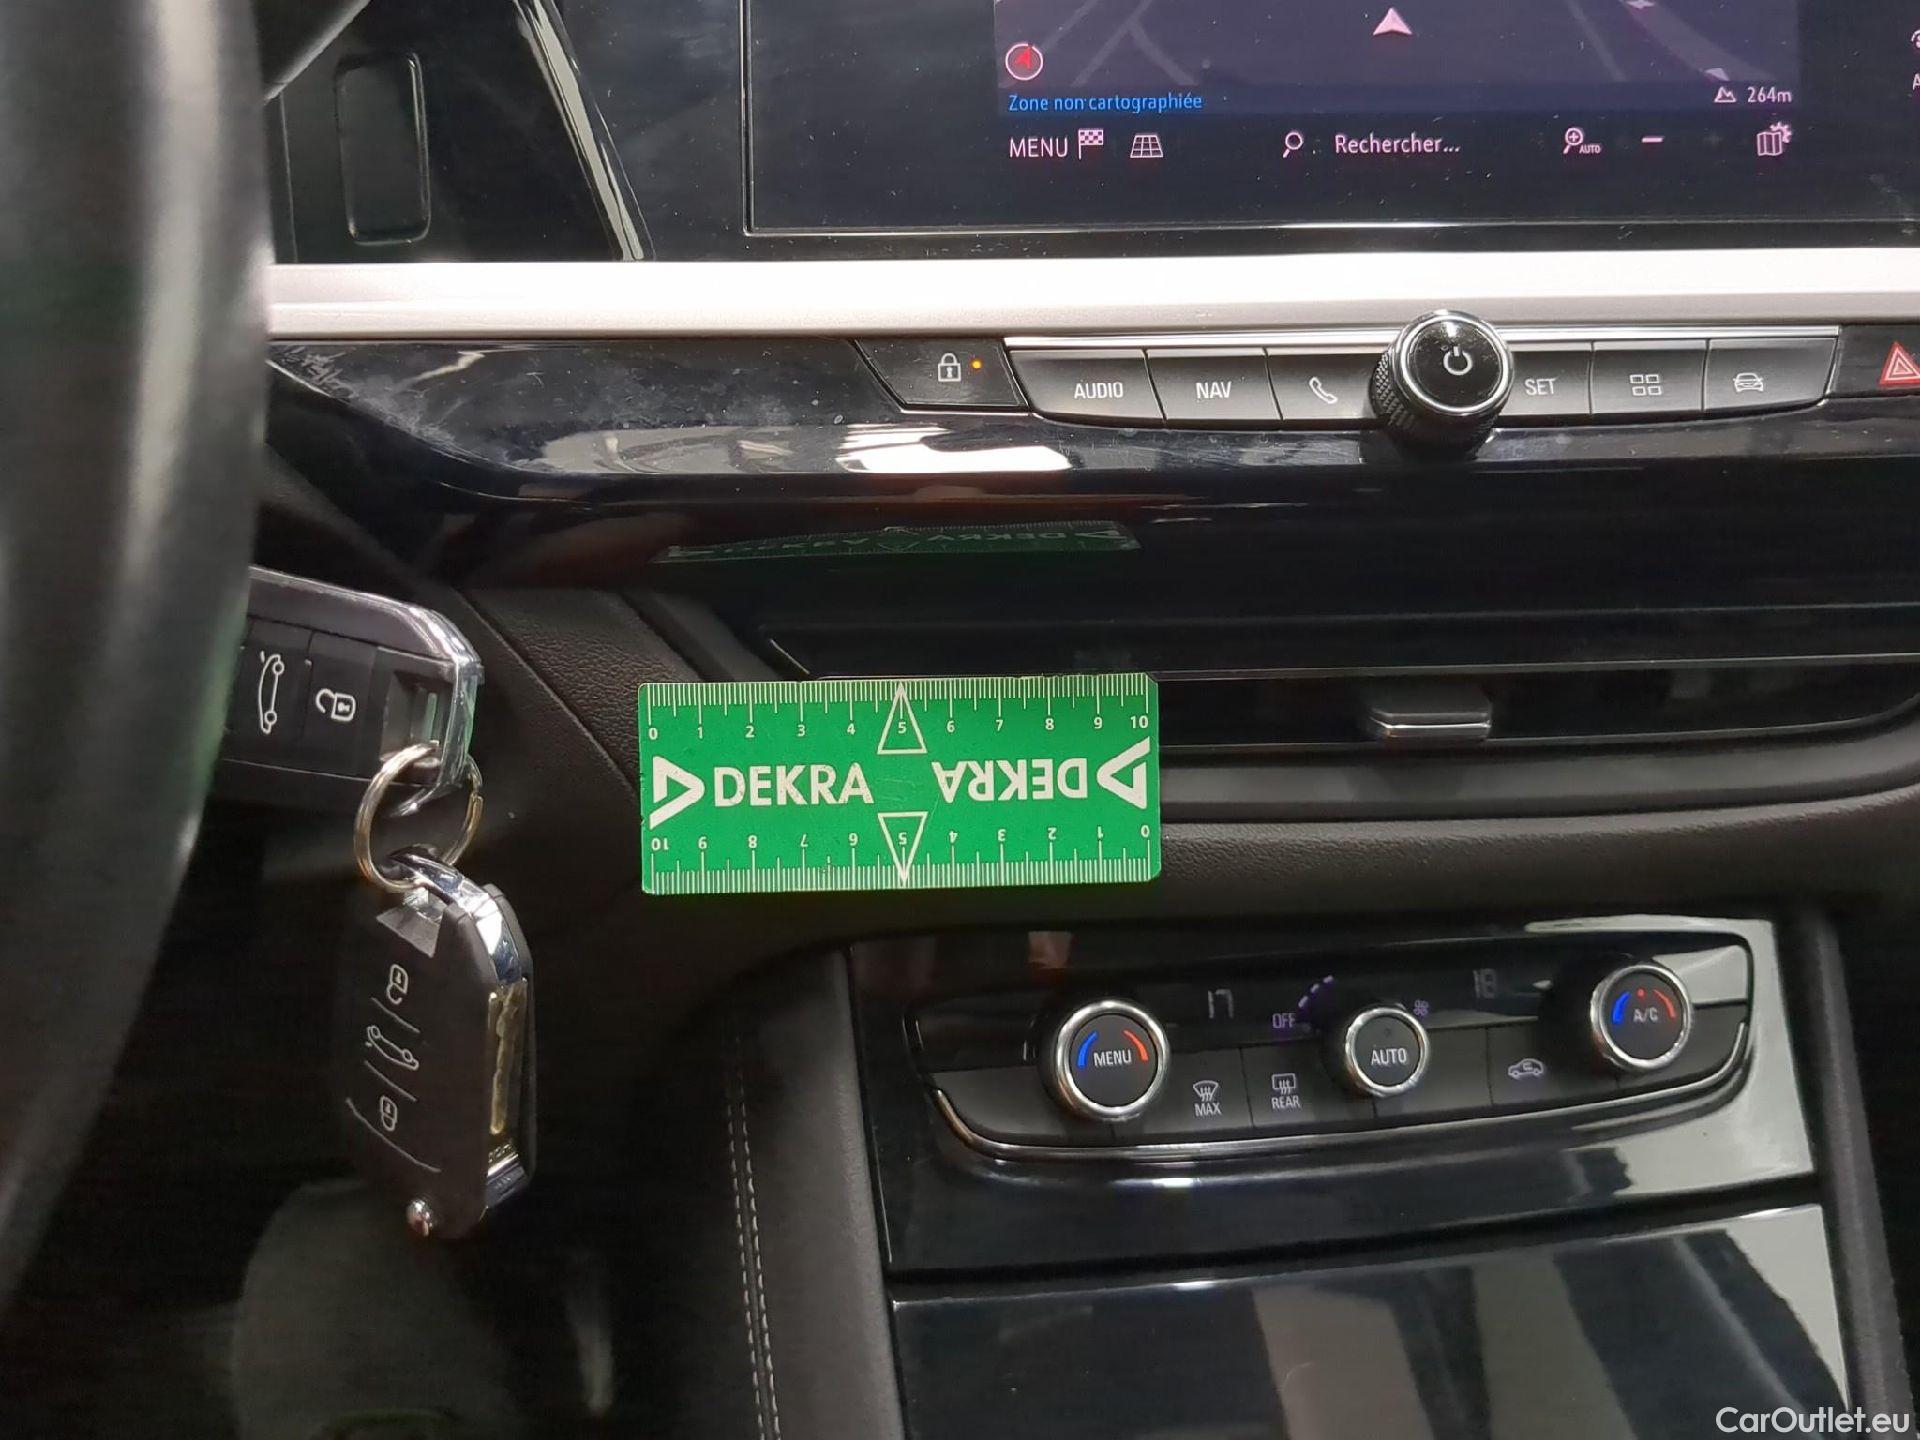 Zone non cartographiée
264m
MENU
Rechercher...
AUTO
AUDIO
NAV
SET
0 1 2 3 4 5 6 7 8 9 10
DEKRA DEKRA
10 9 8 7 6 5 4 3 2 1 0
17
OFF
18
MENU
AUTO
A/C
MAX
REAR
CarOutlet.eu